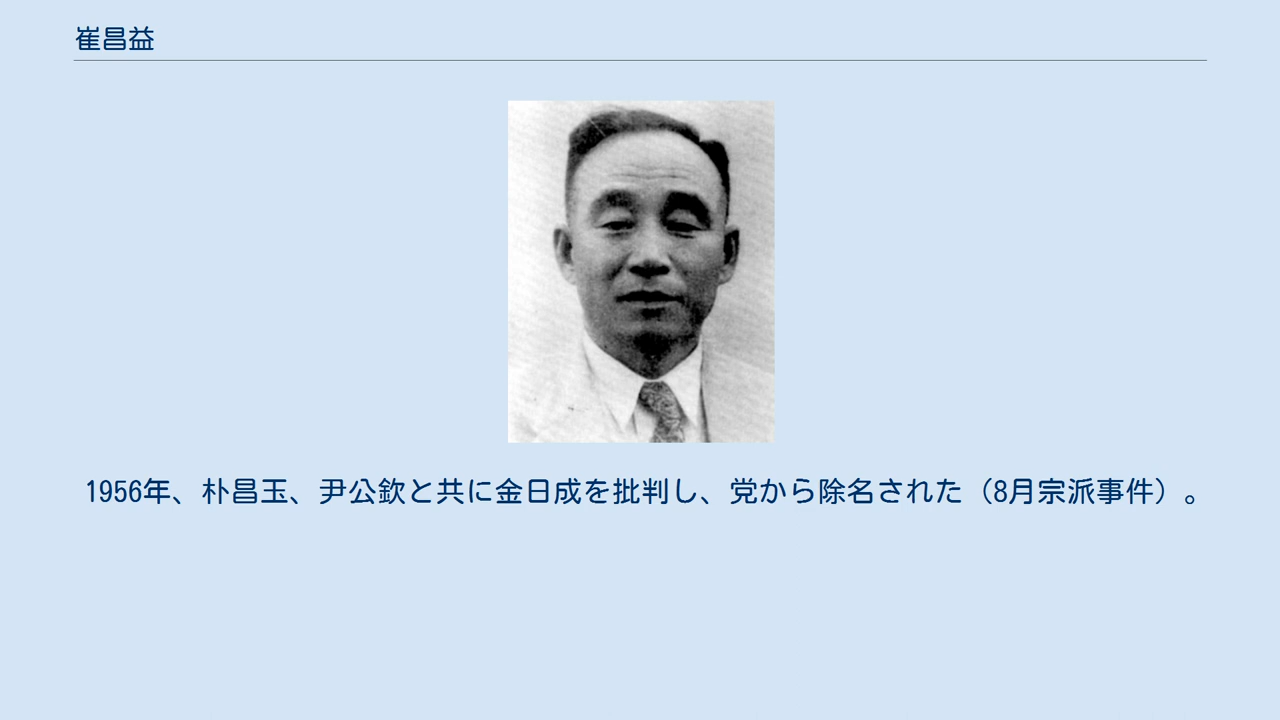 崔昌益
1956年、朴昌玉、尹公欽と共に金日成を批判し、党から除名された（8月宗派事件）。